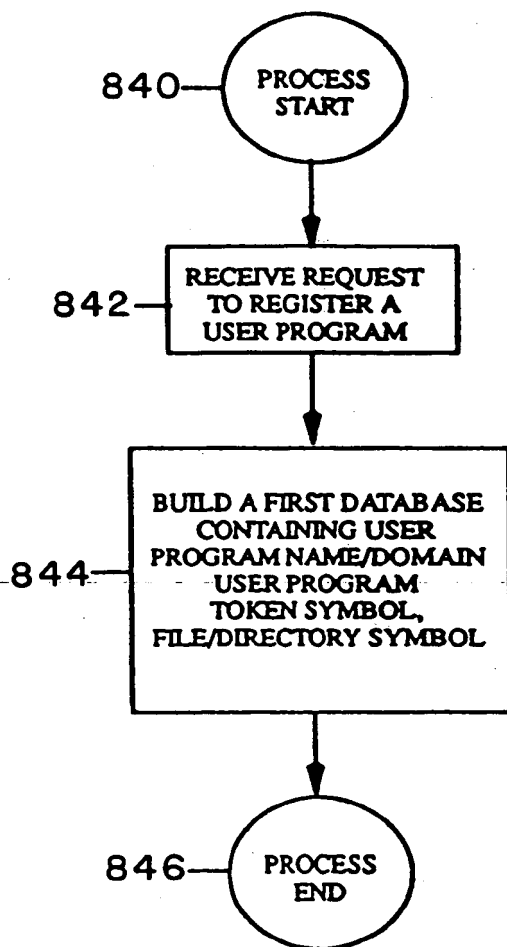 840
PROCESS
START
842
RECEIVE REQUEST
TO REGISTER A
USER PROGRAM
844
BUILD A FIRST DATABASE
CONTAINING USER
PROGRAM NAME/DOMAIN
USER PROGRAM
TOKEN SYMBOL,
FILE/DIRECTORY SYMBOL
846
PROCESS
END